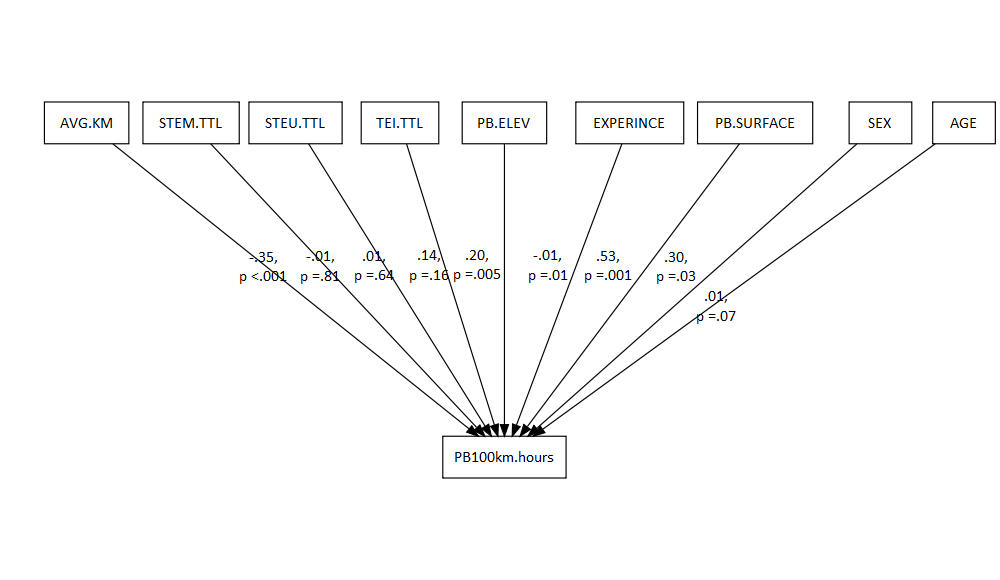 AVG.KM
STEM.TTL
STEU.TTL
TEI.TTL
PB.ELEV
EXPERINCE
PB.SURFACE
SEX
AGE
-.35,
p <.001
-.01,
p =.81
.01,
p =.64
.14,
p =.16
.20,
p =.005
-.01,
p =.01
.53,
p =.001
.30,
p =.03
.01,
p =.07
PB100km.hours